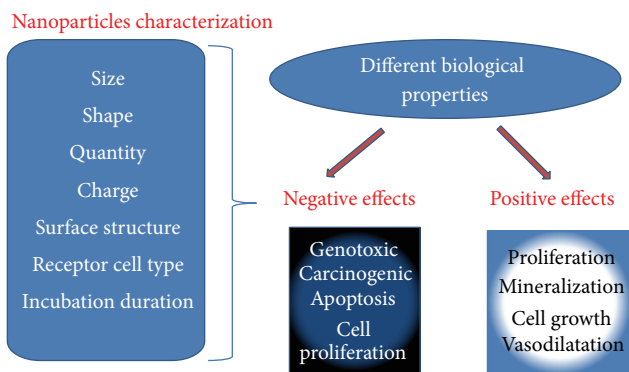 Nanoparticles characterization
Size
Shape
Quantity
Charge
Surface structure
Receptor cell type
Incubation duration
Different biological
properties
Negative effects
Genotoxic
Carcinogenic
Apoptosis
Cell
proliferation
Positive effects
Proliferation
Mineralization
Cell growth
Vasodilatation